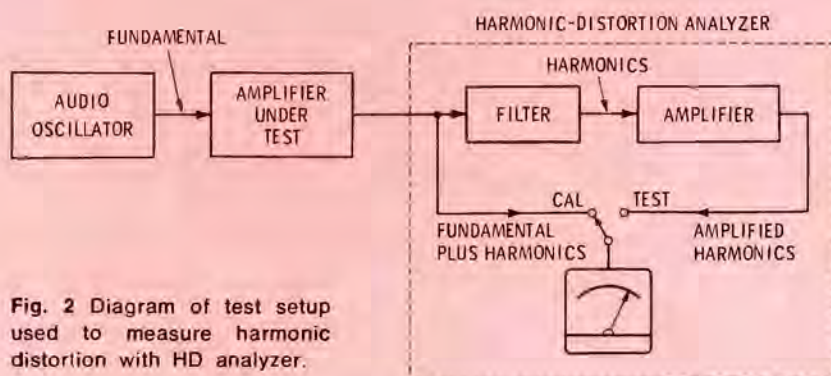 HARMONIC-DISTORTION ANALYZER
FUNDAMENTAL
HARMONICS
AUDIO
OSCILLATOR
AMPLIFIER
UNDER
TEST
FILTER
AMPLIFIER
CAL
TEST
FUNDAMENTAL
PLUS HARMONICS
AMPLIFIED
HARMONICS
Fig. 2 Diagram of test setup
used to measure harmonic
distortion with HD analyzer.